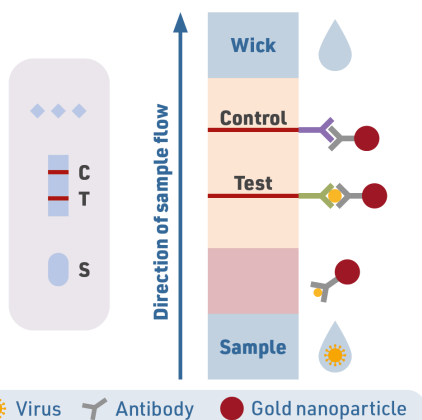 C
T
S
Direction of sample flow
Wick
Control
Test
Sample
Virus
Antibody
Gold nanoparticle